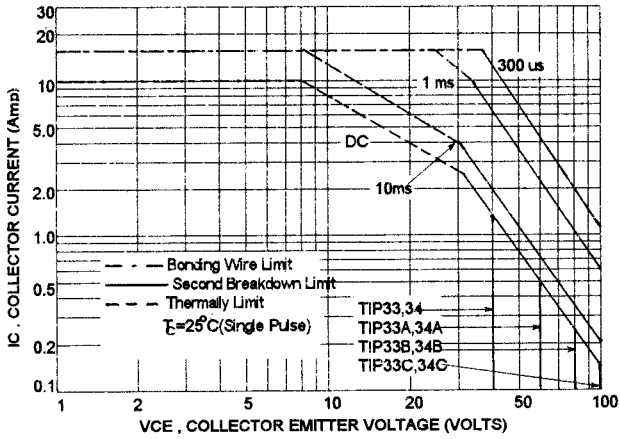 30
15
10
5.0
2.0
1.0
0.5
0.2
0.1
IC , COLLECTOR CURRENT (Amp)
300 us
1 ms
DC
10ms
Bonding Wire Limit
Second Breakdown Limit
Thermally Limit
TC=25°C(Single Pulse)
TIP33,34
TIP33A,34A
TIP33B,34B
TIP33C,34C
1 2 5 10 20 50 100
VCE , COLLECTOR EMITTER VOLTAGE (VOLTS)